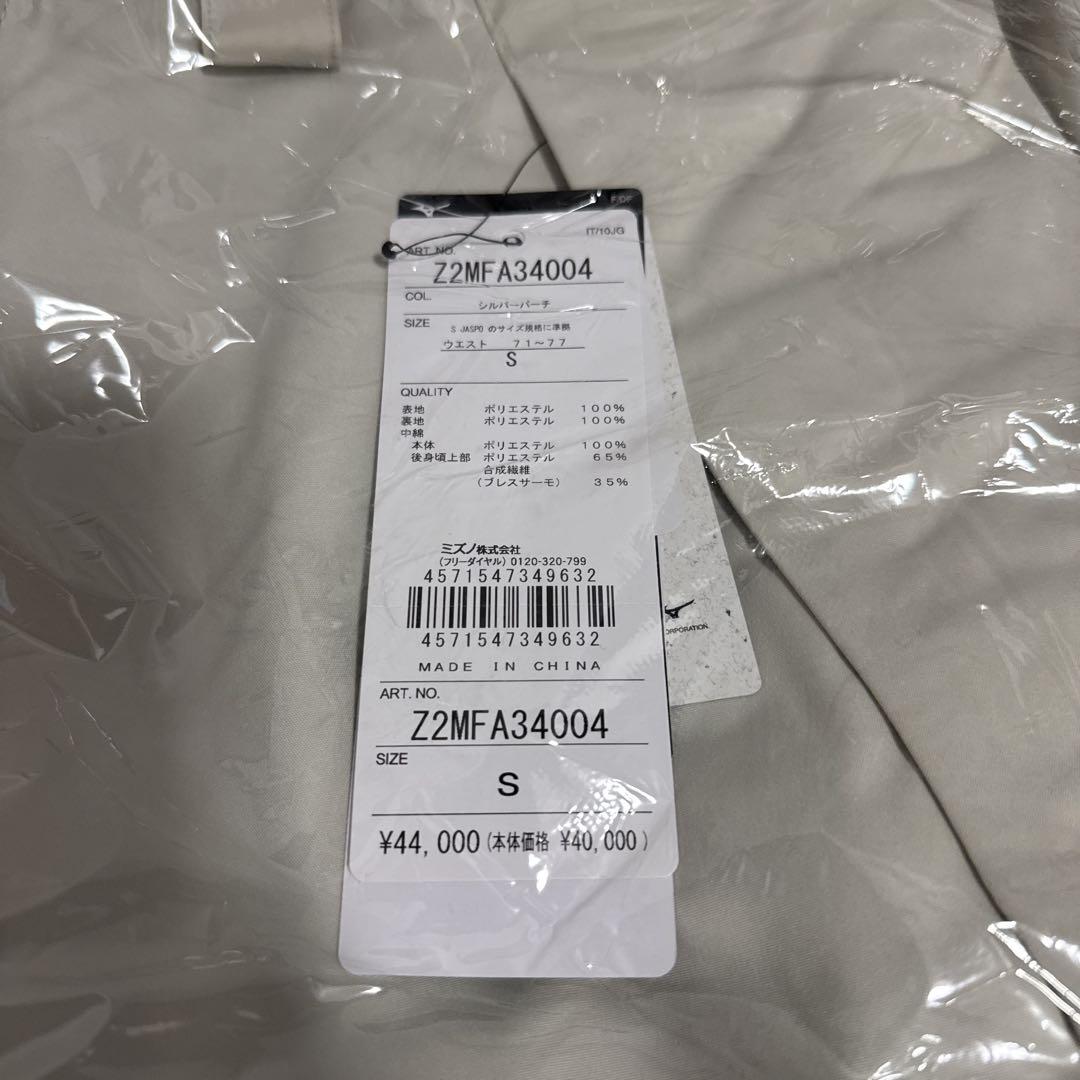 IT/10JG
ART. NO.
Z2MFA34004
COL.
シルバーバーチ
SIZE
S JASPO のサイズ規格に準拠
ウエスト 71~77
S
QUALITY
表地 ポリエステル 100%
裏地 ポリエステル 100%
中綿
本体 ポリエステル 100%
後身頃上部 ポリエステル 65%
合成繊維
(ブレスサーモ) 35%
ミズノ株式会社
(フリーダイヤル) 0120-320-799
4571547349632
4571547349632
MADE IN CHINA
ART. NO.
Z2MFA34004
SIZE
S
¥44,000 (本体価格 ¥40,000 )